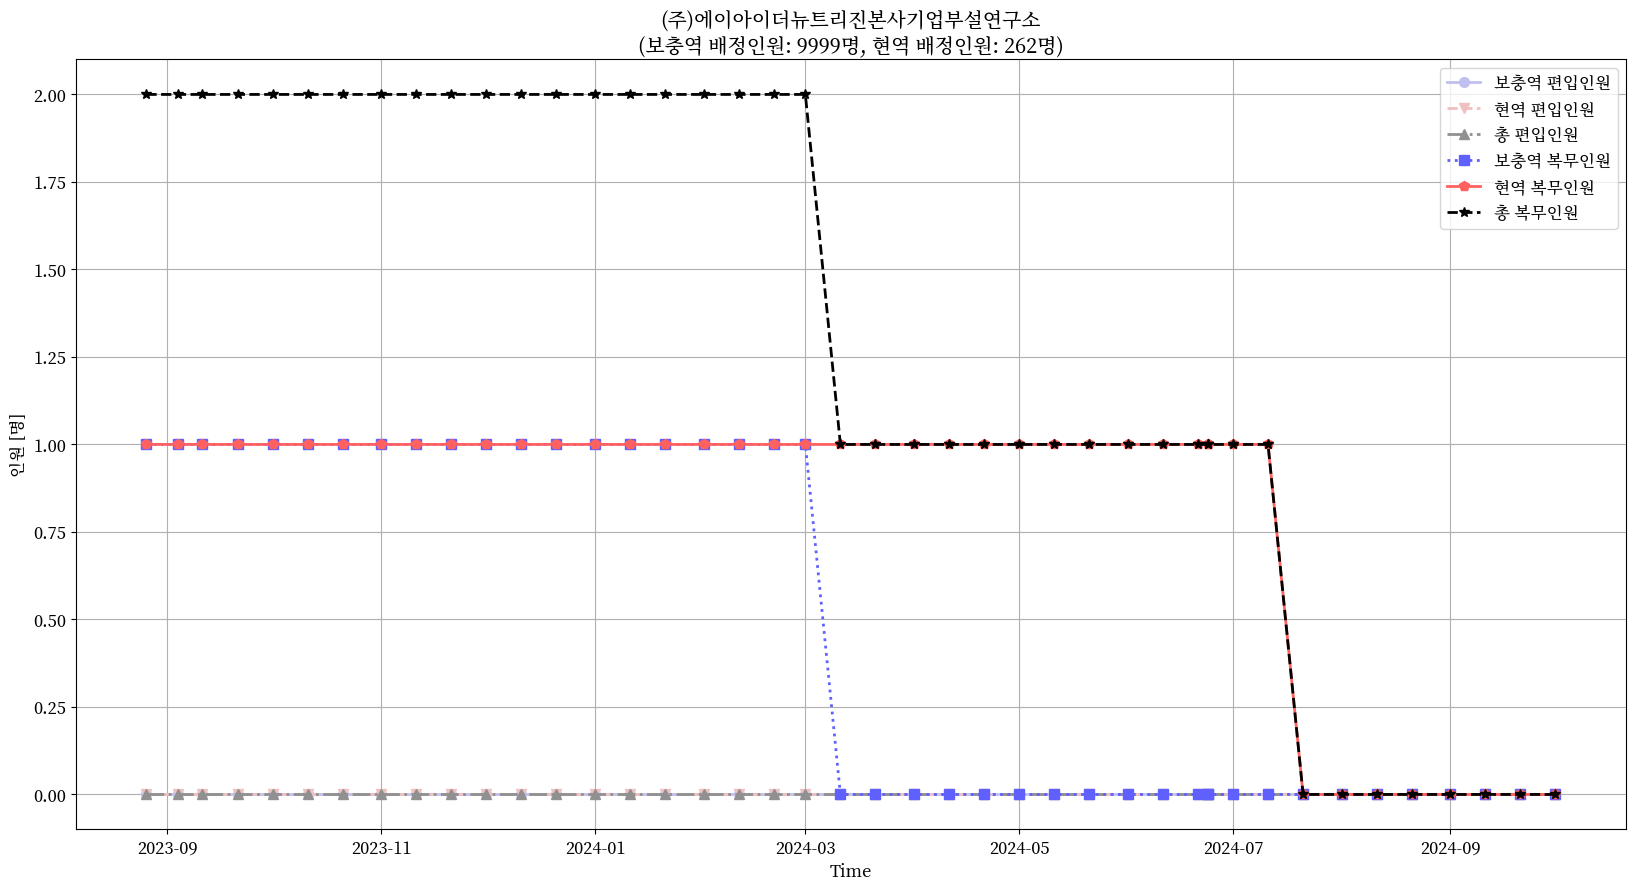 (주)에이아이더뉴트리진본사기업부설연구소
(보충역 배정인원: 9999명, 현역 배정인원: 262명)
보충역 편입인원
현역 편입인원
총 편입인원
보충역 복무인원
현역 복무인원
총 복무인원
인원 [명]
2.00
1.75
1.50
1.25
1.00
0.75
0.50
0.25
0.00
2023-09
2023-11
2024-01
2024-03
2024-05
2024-07
2024-09
Time